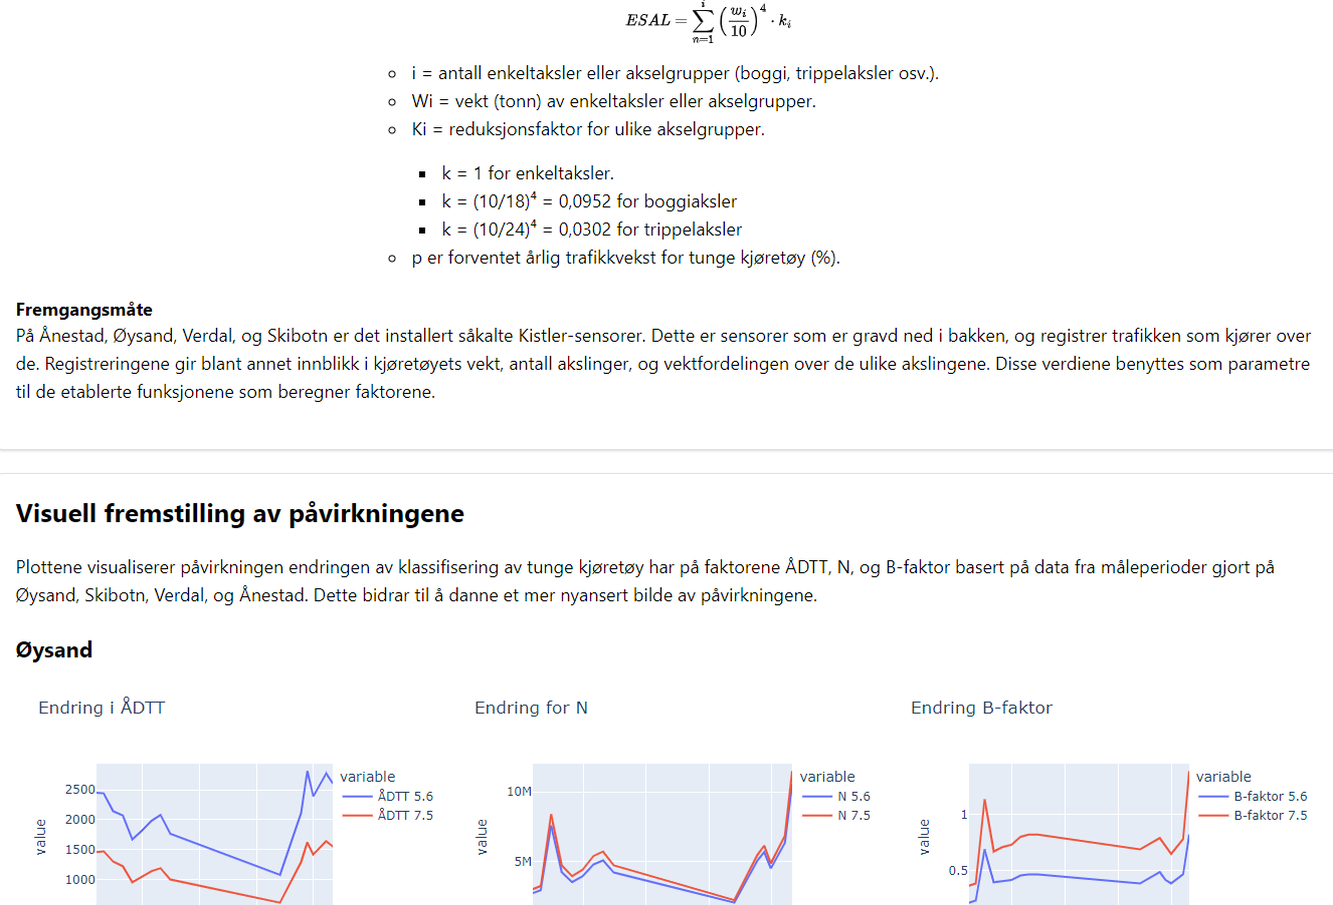 ESAL = \sum_{n=1}^{i} \left( \frac{w_i}{10} \right)^4 \cdot k_i
i = antall enkeltaksler eller akselgrupper (boggi, trippelaksler osv.).
Wi = vekt (tonn) av enkeltaksler eller akselgrupper.
Ki = reduksjonsfaktor for ulike akselgrupper.
k = 1 for enkeltaksler.
k = (10/18)⁴ = 0,0952 for boggiaksler
k = (10/24)⁴ = 0,0302 for trippelaksler
p er forventet årlig trafikkvekst for tunge kjøretøy (%).
Fremgangsmåte
På Ånestad, Øysand, Verdal, og Skibotn er det installert såkalte Kistler-sensorer. Dette er sensorer som er gravd ned i bakken, og registrer trafikken som kjører over
de. Registreringene gir blant annet innblikk i kjøretøyets vekt, antall akslinger, og vektfordelingen over de ulike akslingene. Disse verdiene benyttes som parametre
til de etablerte funksjonene som beregner faktorene.
Visuell fremstilling av påvirkningene
Plottene visualiserer påvirkningen endringen av klassifisering av tunge kjøretøy har på faktorene ÅDTT, N, og B-faktor basert på data fra måleperioder gjort på
Øysand, Skibotn, Verdal, og Ånestad. Dette bidrar til å danne et mer nyansert bilde av påvirkningene.
Øysand
Endring i ÅDTT
value
2500
2000
1500
1000
variable
ÅDTT 5.6
ÅDTT 7.5
Endring for N
value
10M
5M
variable
N 5.6
N 7.5
Endring B-faktor
value
1
0.5
variable
B-faktor 5.6
B-faktor 7.5